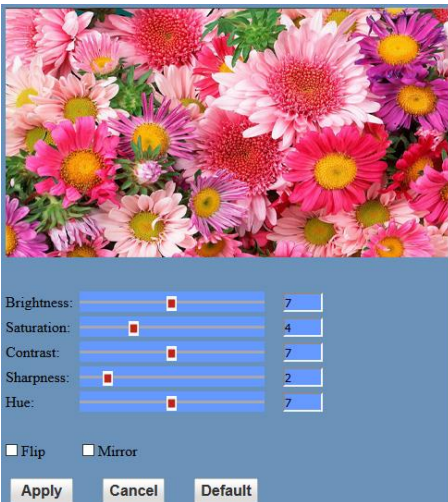 Brightness: 7
Saturation: 4
Contrast: 7
Sharpness: 2
Hue: 7
Flip Mirror
Apply Cancel Default